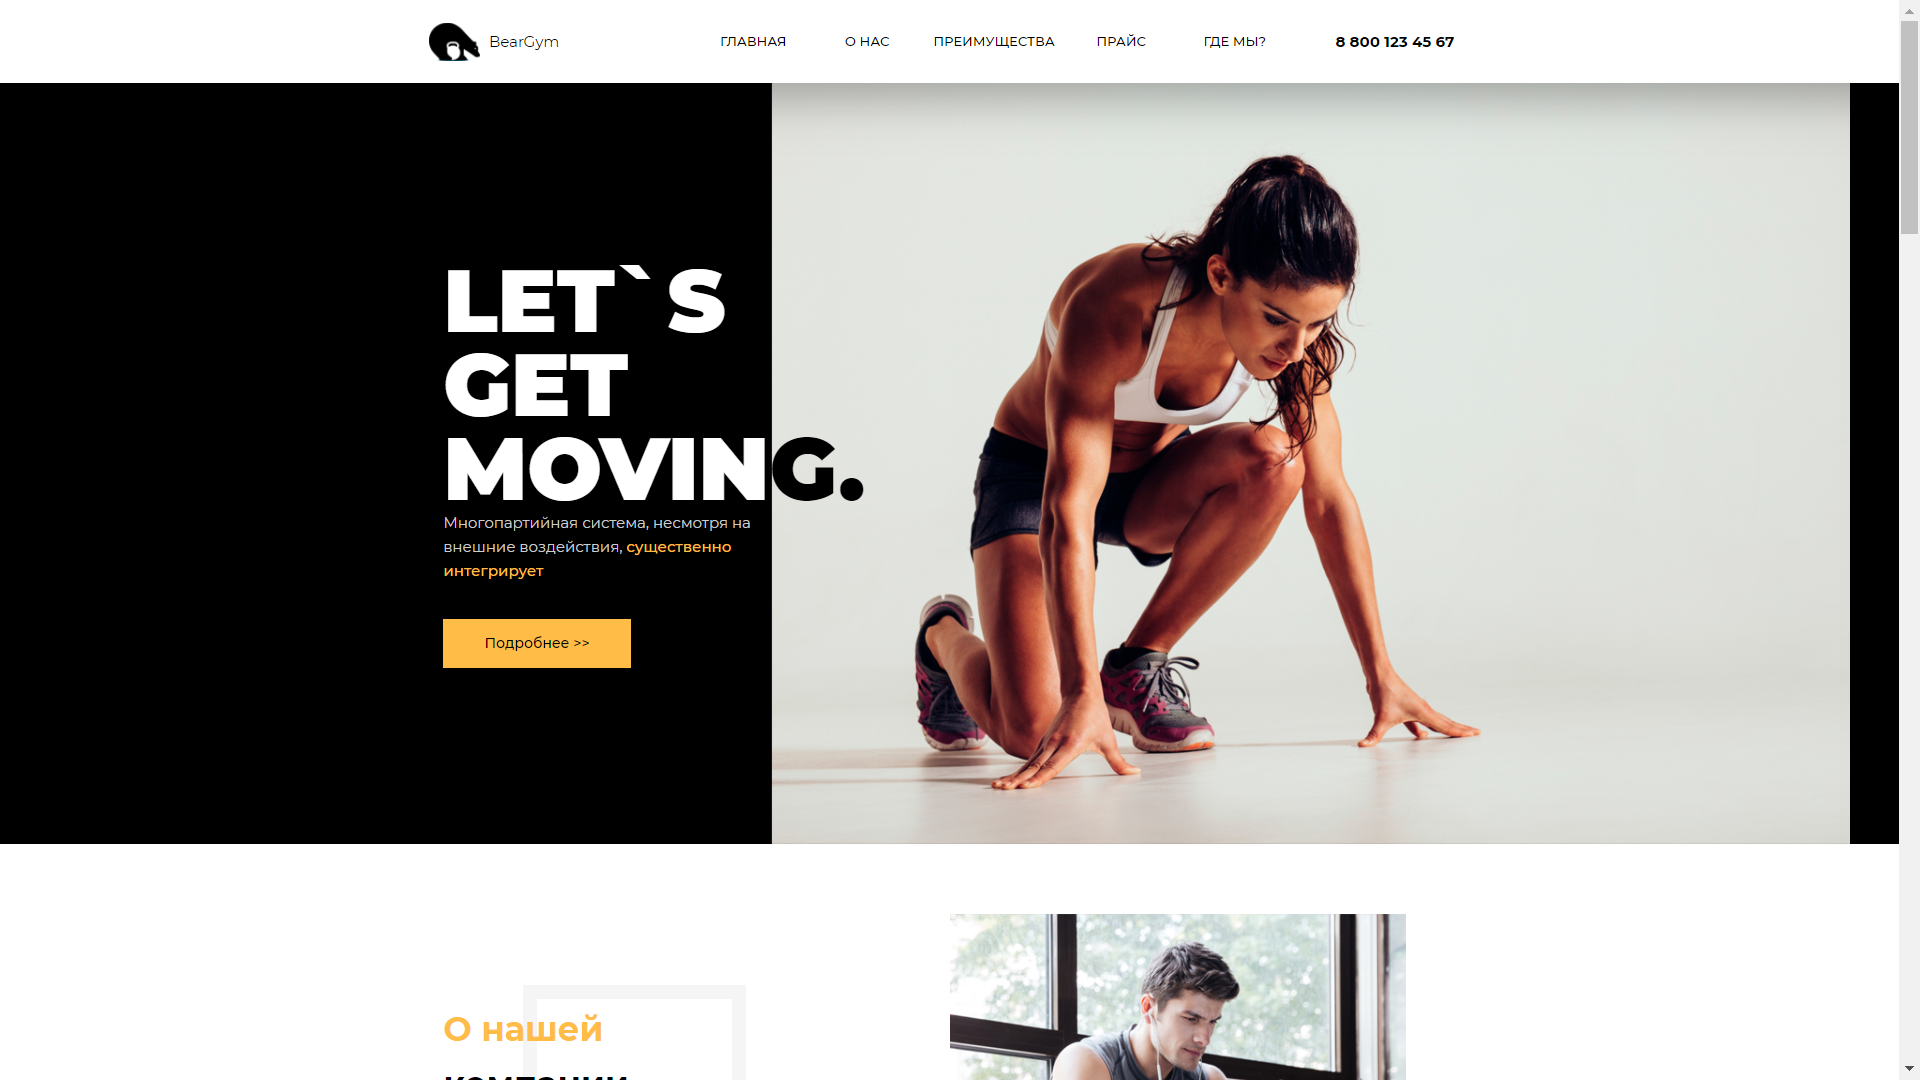 BearGym
ГЛАВНАЯ
О НАС
ПРЕИМУЩЕСТВА
ПРАЙС
ГДЕ МЫ?
8 800 123 45 67
LET`S
GET
MOVING.
Многопартийная система, несмотря на
внешние воздействия, существенно
интегрирует
Подробнее >>
О нашей
компании